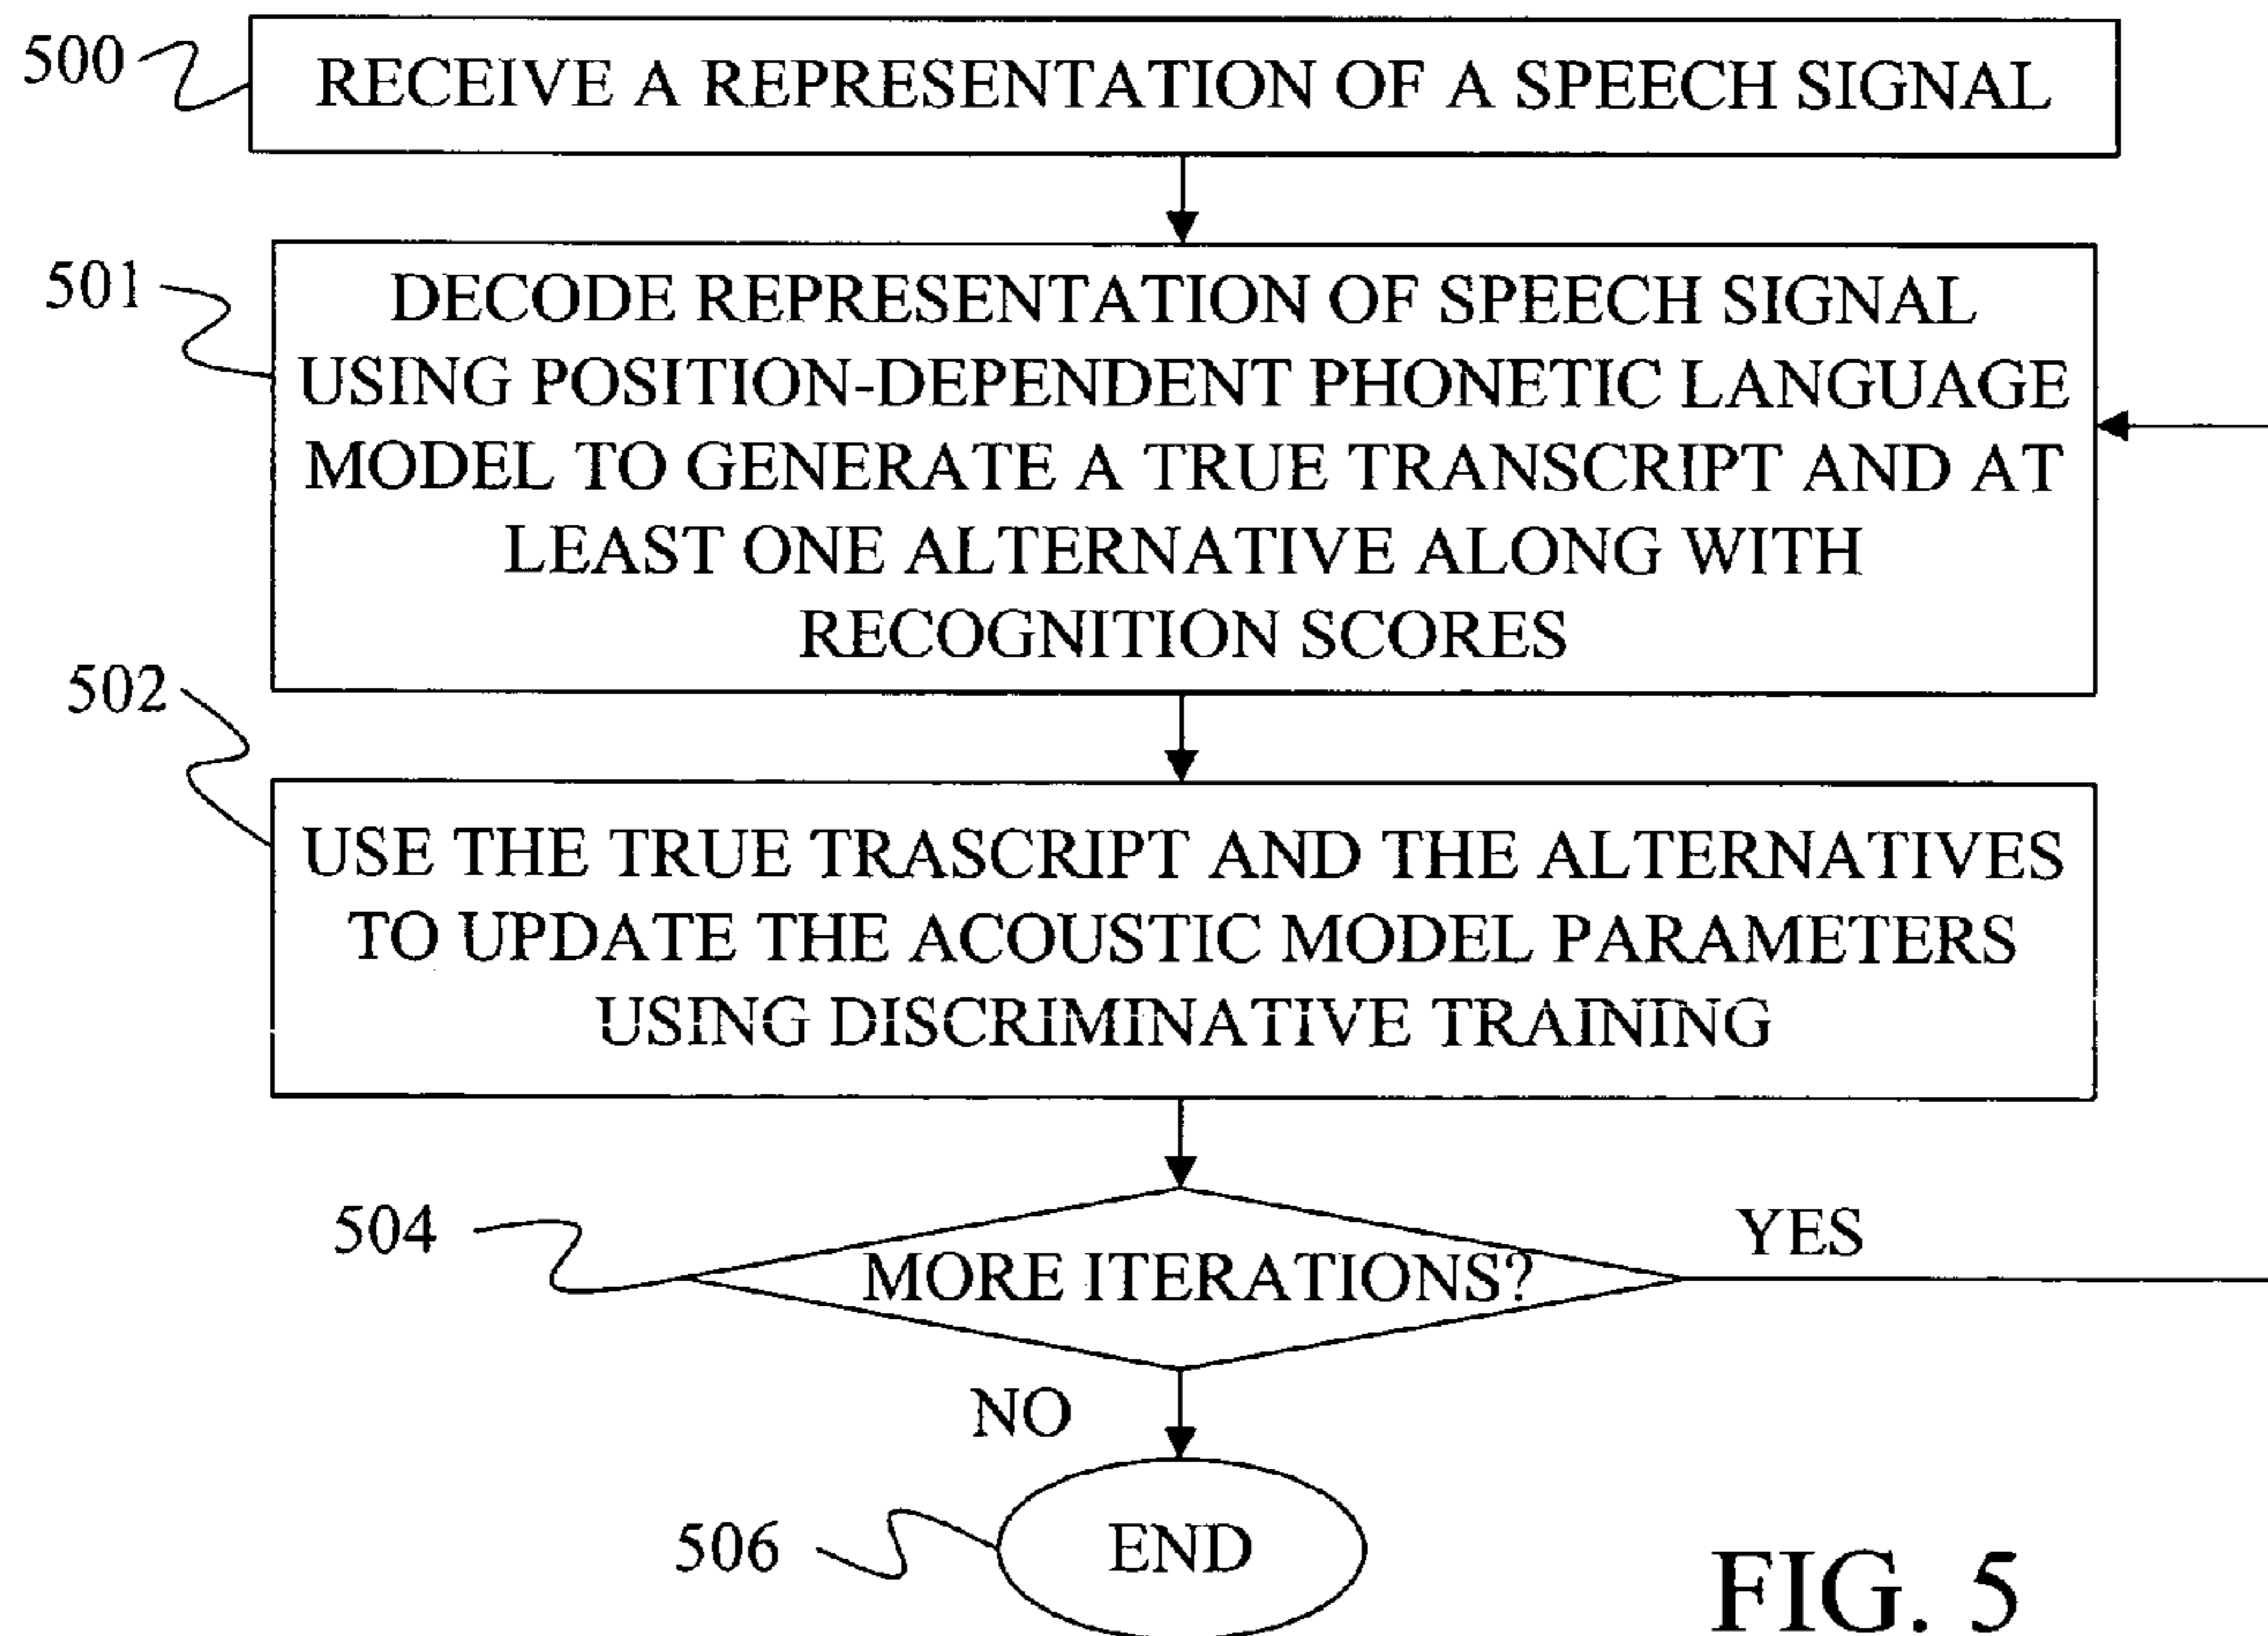 500
RECEIVE A REPRESENTATION OF A SPEECH SIGNAL
501
DECODE REPRESENTATION OF SPEECH SIGNAL
USING POSITION-DEPENDENT PHONETIC LANGUAGE
MODEL TO GENERATE A TRUE TRANSCRIPT AND AT
LEAST ONE ALTERNATIVE ALONG WITH
RECOGNITION SCORES
502
USE THE TRUE TRASCRIPT AND THE ALTERNATIVES
TO UPDATE THE ACOUSTIC MODEL PARAMETERS
USING DISCRIMINATIVE TRAINING
504
MORE ITERATIONS?
YES
NO
506
END
FIG. 5